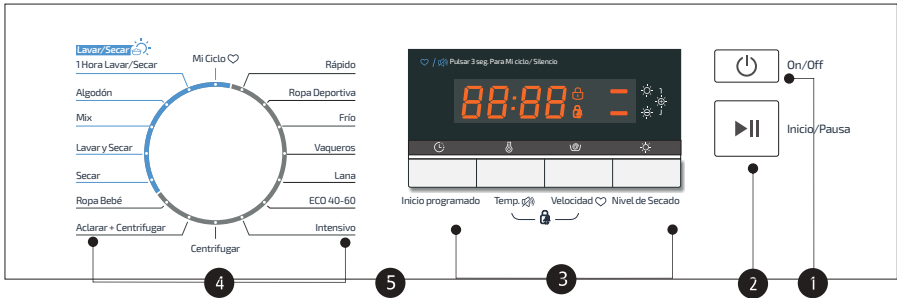 Lavar/Secar
1 Hora Lavar/Secar
Algodón
Mix
Lavar y Secar
Secar
Ropa Bebé
Aclarar + Centrifugar
Mi Ciclo
Rápido
Ropa Deportiva
Frío
Vaqueros
Lana
ECO 40-60
Intensivo
Centrifugar
/ Pulsar 3 seg. Para Mi ciclo/ Silencio
88:88
Inicio programado
Temp.
Velocidad
Nivel de Secado
On/Off
Inicio/Pausa
4
5
3
2
1